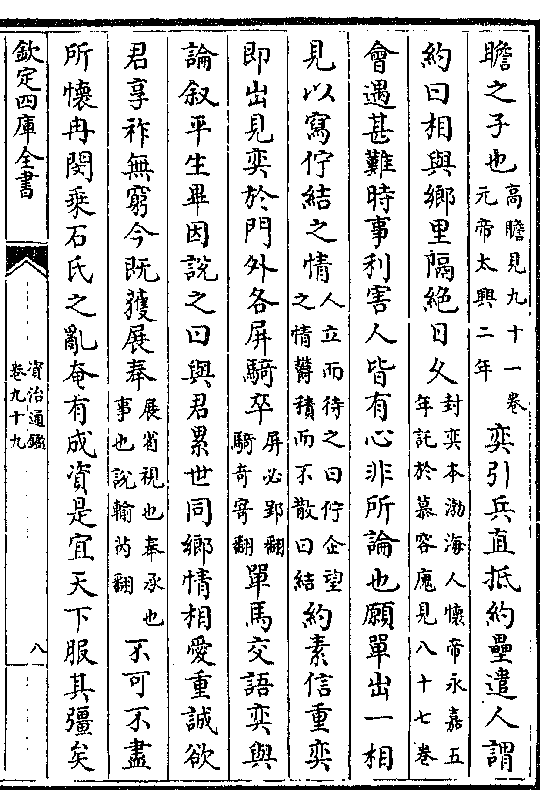 瞻之子也高瞻見九十一卷元帝太興二年奕引兵直抵約壘遣人謂
約曰相與鄉里隔絶日久封奕本渤海人懷帝永嘉五年託於慕容廆見八十七卷
會遇甚難時事利害人皆有心非所論也願單出一相
見以寫佇結之情人立而待之曰佇企望之情鬱積而不散曰結約素信重奕
即出見奕於門外各屏騎卒屏必郢翻騎奇寄翻單馬交語奕與
論叙平生畢因說之曰與君累世同鄉情相愛重誠欲
君享祚無窮今既獲展奉展省視也奉承也事也說輸芮翻不可不盡
所懷冉閔乘石氏之亂奄有成資是宜天下服其彊矣
欽定四庫全書
資治通鑑
卷九十九
八